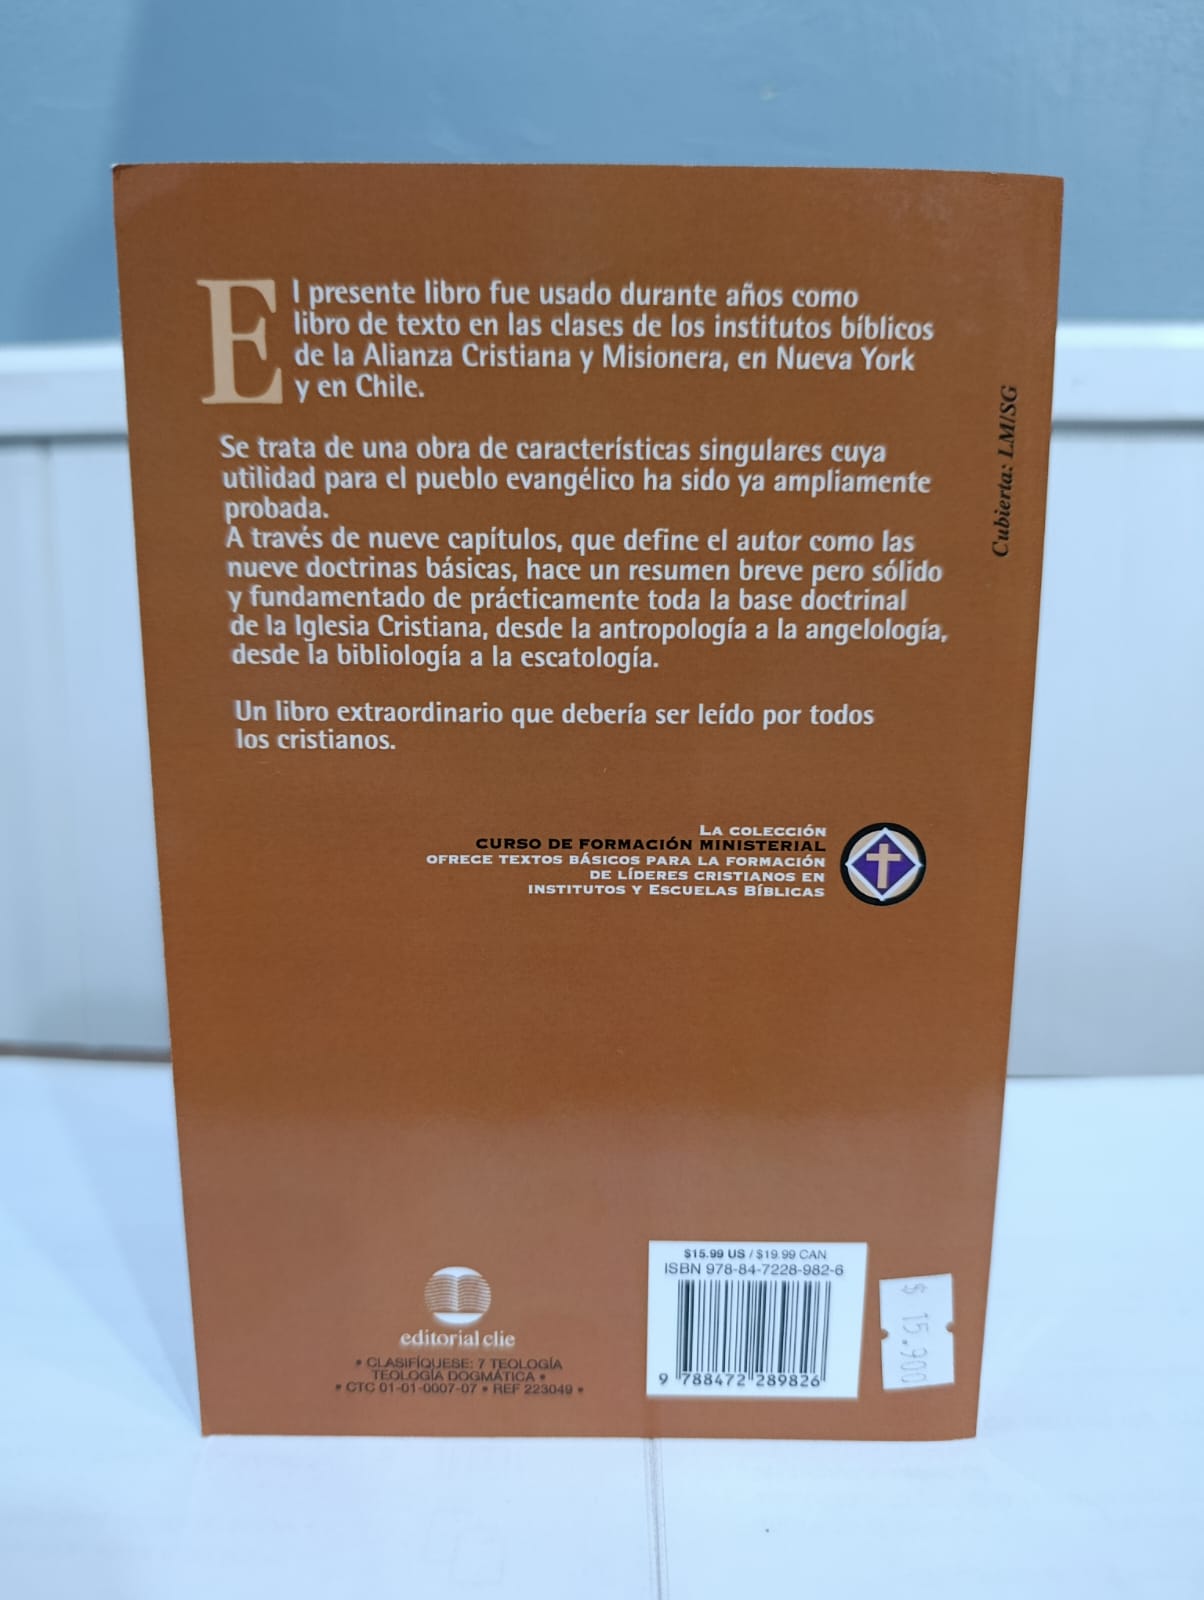 El presente libro fue usado durante años como
libro de texto en las clases de los institutos bíblicos
de la Alianza Cristiana y Misionera, en Nueva York
y en Chile.
Se trata de una obra de características singulares cuya
utilidad para el pueblo evangélico ha sido ya ampliamente
probada.
A través de nueve capítulos, que define el autor como las
nueve doctrinas básicas, hace un resumen breve pero sólido
y fundamentado de prácticamente toda la base doctrinal
de la Iglesia Cristiana, desde la antropología a la angelología,
desde la bibliología a la escatología.
Un libro extraordinario que debería ser leído por todos
los cristianos.
Cubierta: LM/SG
LA COLECCIÓN
CURSO DE FORMACIÓN MINISTERIAL
OFRECE TEXTOS BÁSICOS PARA LA FORMACIÓN
DE LÍDERES CRISTIANOS EN
INSTITUTOS Y ESCUELAS BÍBLICAS
editorial clie
• CLASIFÍQUESE: 7 TEOLOGÍA
TEOLOGÍA DOGMÁTICA •
• CTC 01-01-0007-07 • REF 223049 •
$15.99 US / $19.99 CAN
ISBN 978-84-7228-982-6
9 788472 289826
$ 15.900